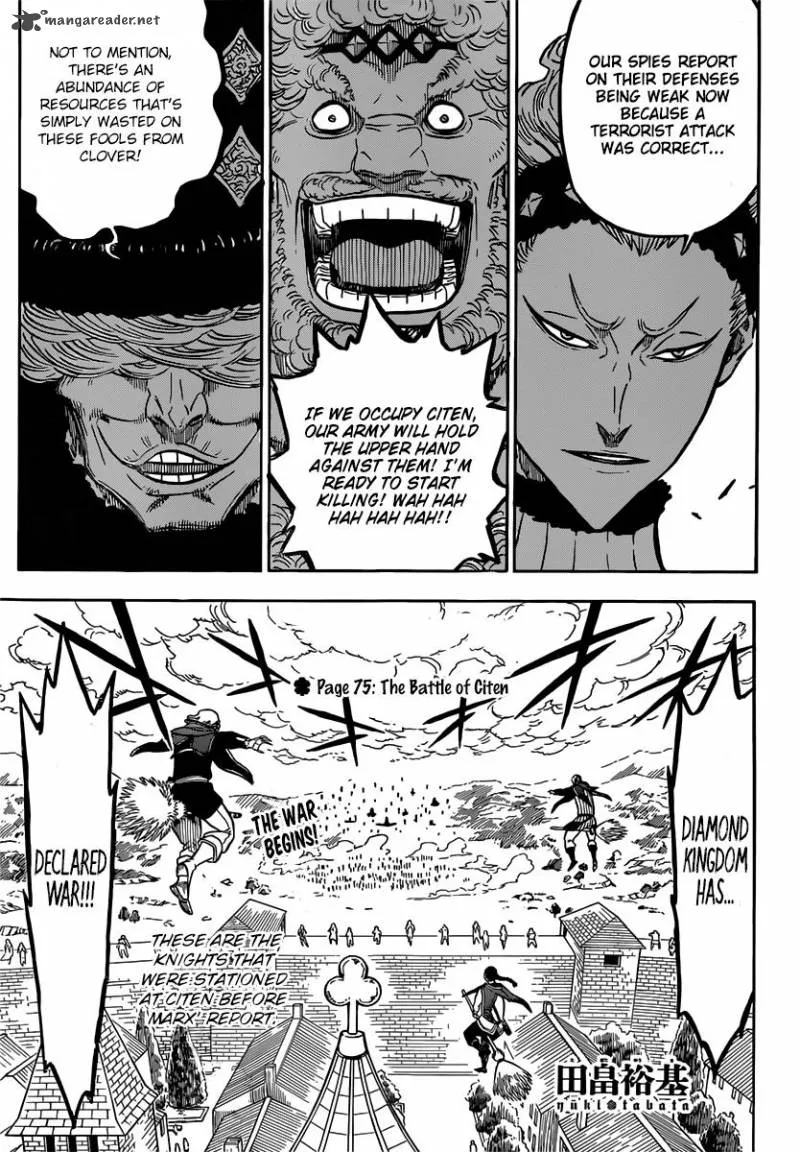 mangareader.net
OUR SPIES REPORT
ON THEIR DEFENSES
BEING WEAK NOW
BECAUSE A
TERRORIST ATTACK
WAS CORRECT...
IF WE OCCUPY CITEN,
OUR ARMY WILL HOLD
THE UPPER HAND
AGAINST THEM! I'M
READY TO START
KILLING! WAH HAH
HAH HAH HAH!!
NOT TO MENTION,
THERE'S AN
ABUNDANCE OF
RESOURCES THAT'S
SIMPLY WASTED ON
THESE FOOLS FROM
CLOVER!
Page 75: The Battle of Citen
DIAMOND
KINGDOM
HAS...
THE WAR
BEGINS!
DECLARED
WAR!!!
THESE ARE THE
KNIGHTS THAT
WERE STATIONED
AT CITEN BEFORE
MARX' REPORT.
田畠裕基
yūki tabata